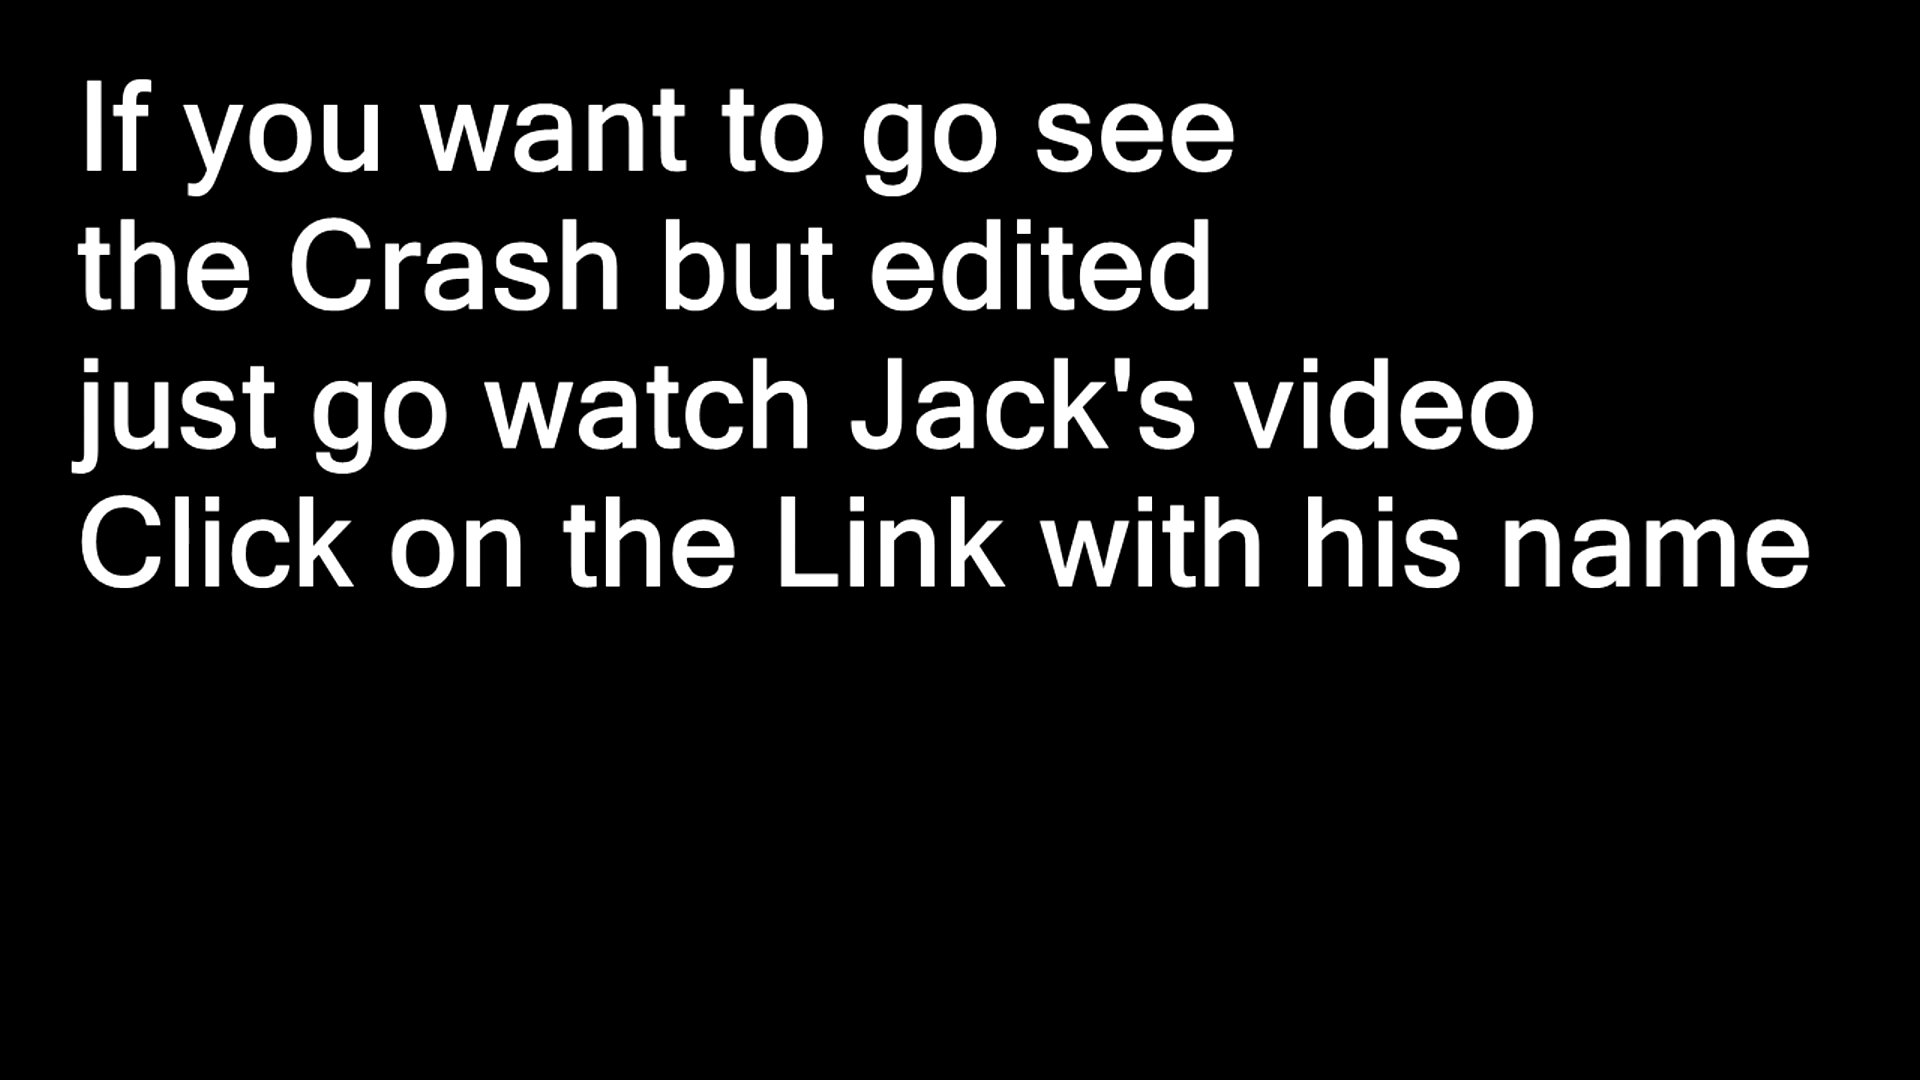 If you want to go see
the Crash but edited
just go watch Jack's video
Click on the Link with his name